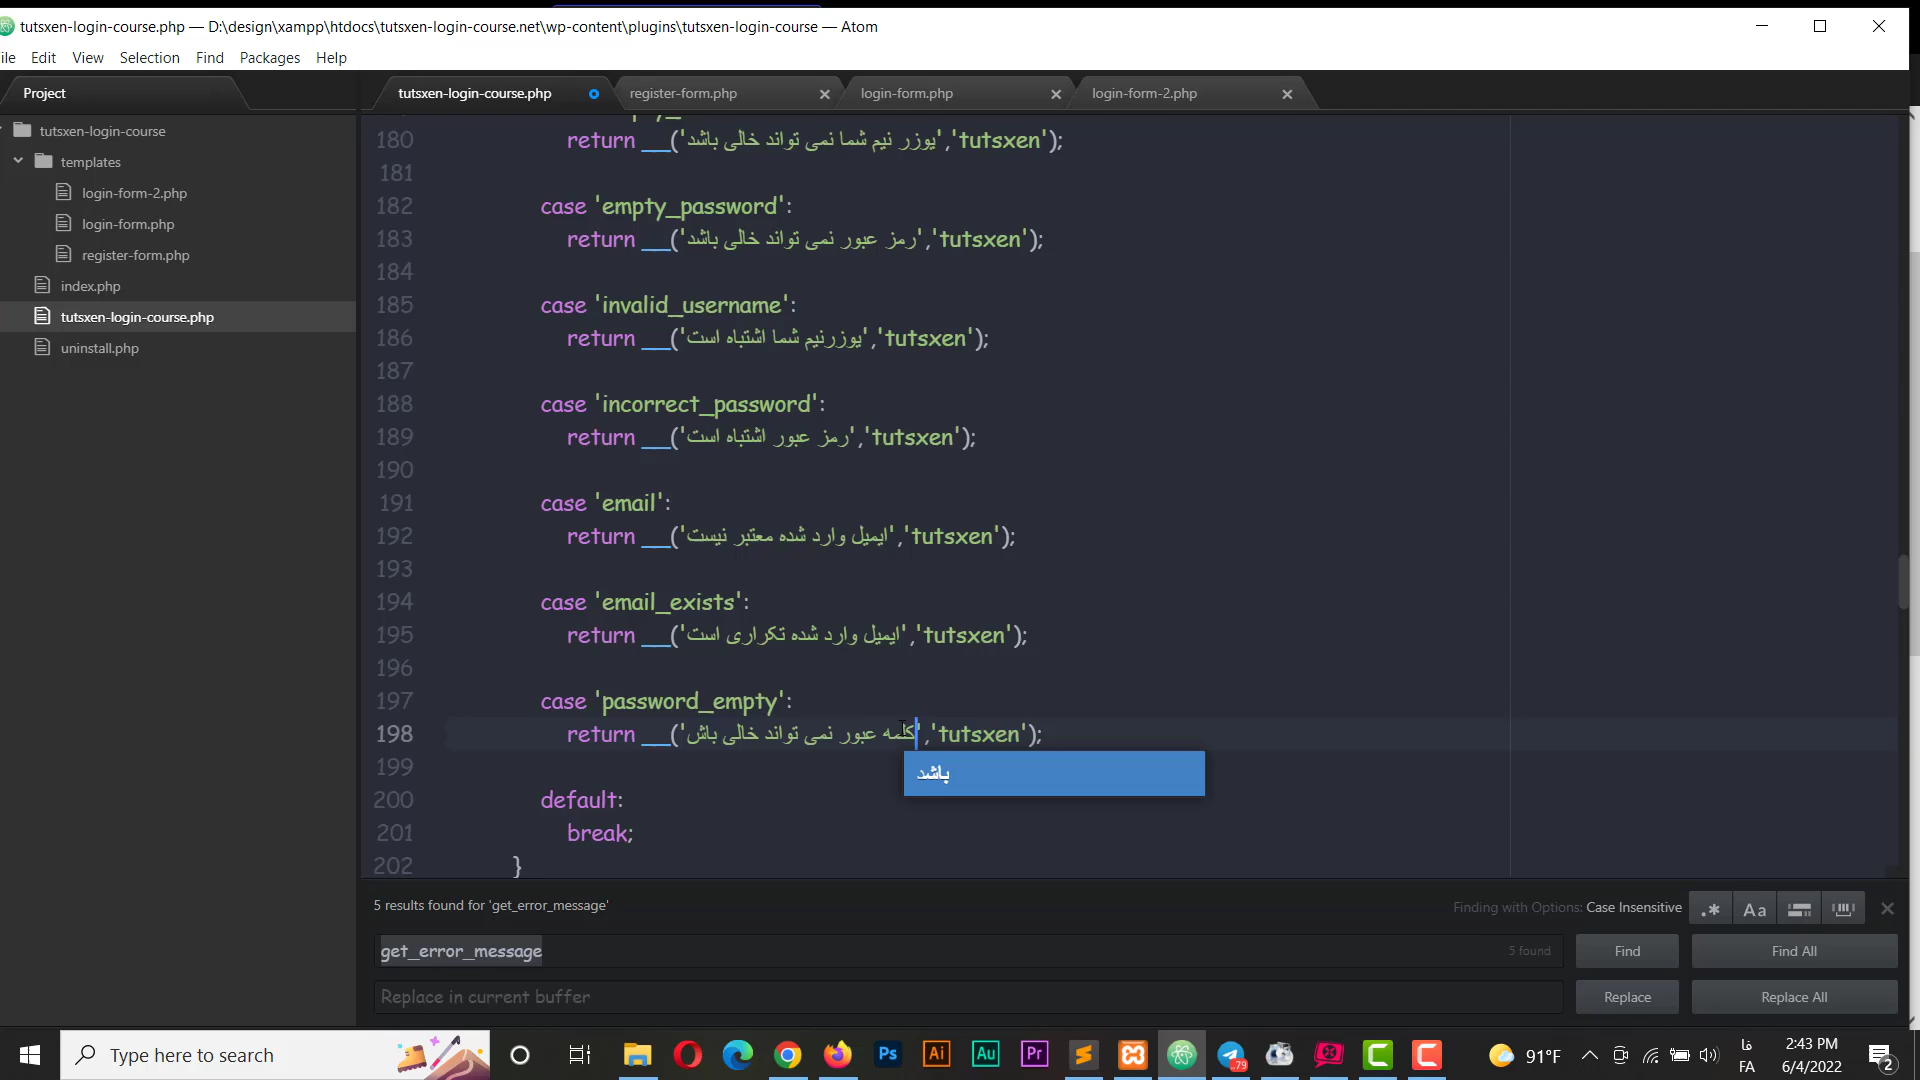 tutsxen-login-course.php — D:\design\xampp\htdocs\tutsxen-login-course.net\wp-content\plugins\tutsxen-login-course — Atom
ile Edit View Selection Find Packages Help
Project
tutsxen-login-course.php register-form.php login-form.php login-form-2.php
tutsxen-login-course
templates
login-form-2.php
login-form.php
register-form.php
index.php
tutsxen-login-course.php
uninstall.php
180 return __('یوزر نیم شما نمی تواند خالی باشد','tutsxen');
181
182 case 'empty_password':
183 return __('رمز عبور نمی تواند خالی باشد','tutsxen');
184
185 case 'invalid_username':
186 return __('یوزرنیم شما اشتباه است','tutsxen');
187
188 case 'incorrect_password':
189 return __('رمز عبور اشتباه است','tutsxen');
190
191 case 'email':
192 return __('ایمیل وارد شده معتبر نیست','tutsxen');
193
194 case 'email_exists':
195 return __('ایمیل وارد شده تکراری است','tutsxen');
196
197 case 'password_empty':
198 return __('کلمه عبور نمی تواند خالی باش','tutsxen');
باشد
199
200 default:
201 break;
202 }
5 results found for 'get_error_message'
Finding with Options: Case Insensitive
.* Aa
get_error_message
5 found
Find
Find All
Replace in current buffer
Replace
Replace All
Type here to search
Ps Ai Au Pr
79
91°F
فا
FA
2:43 PM
6/4/2022
2